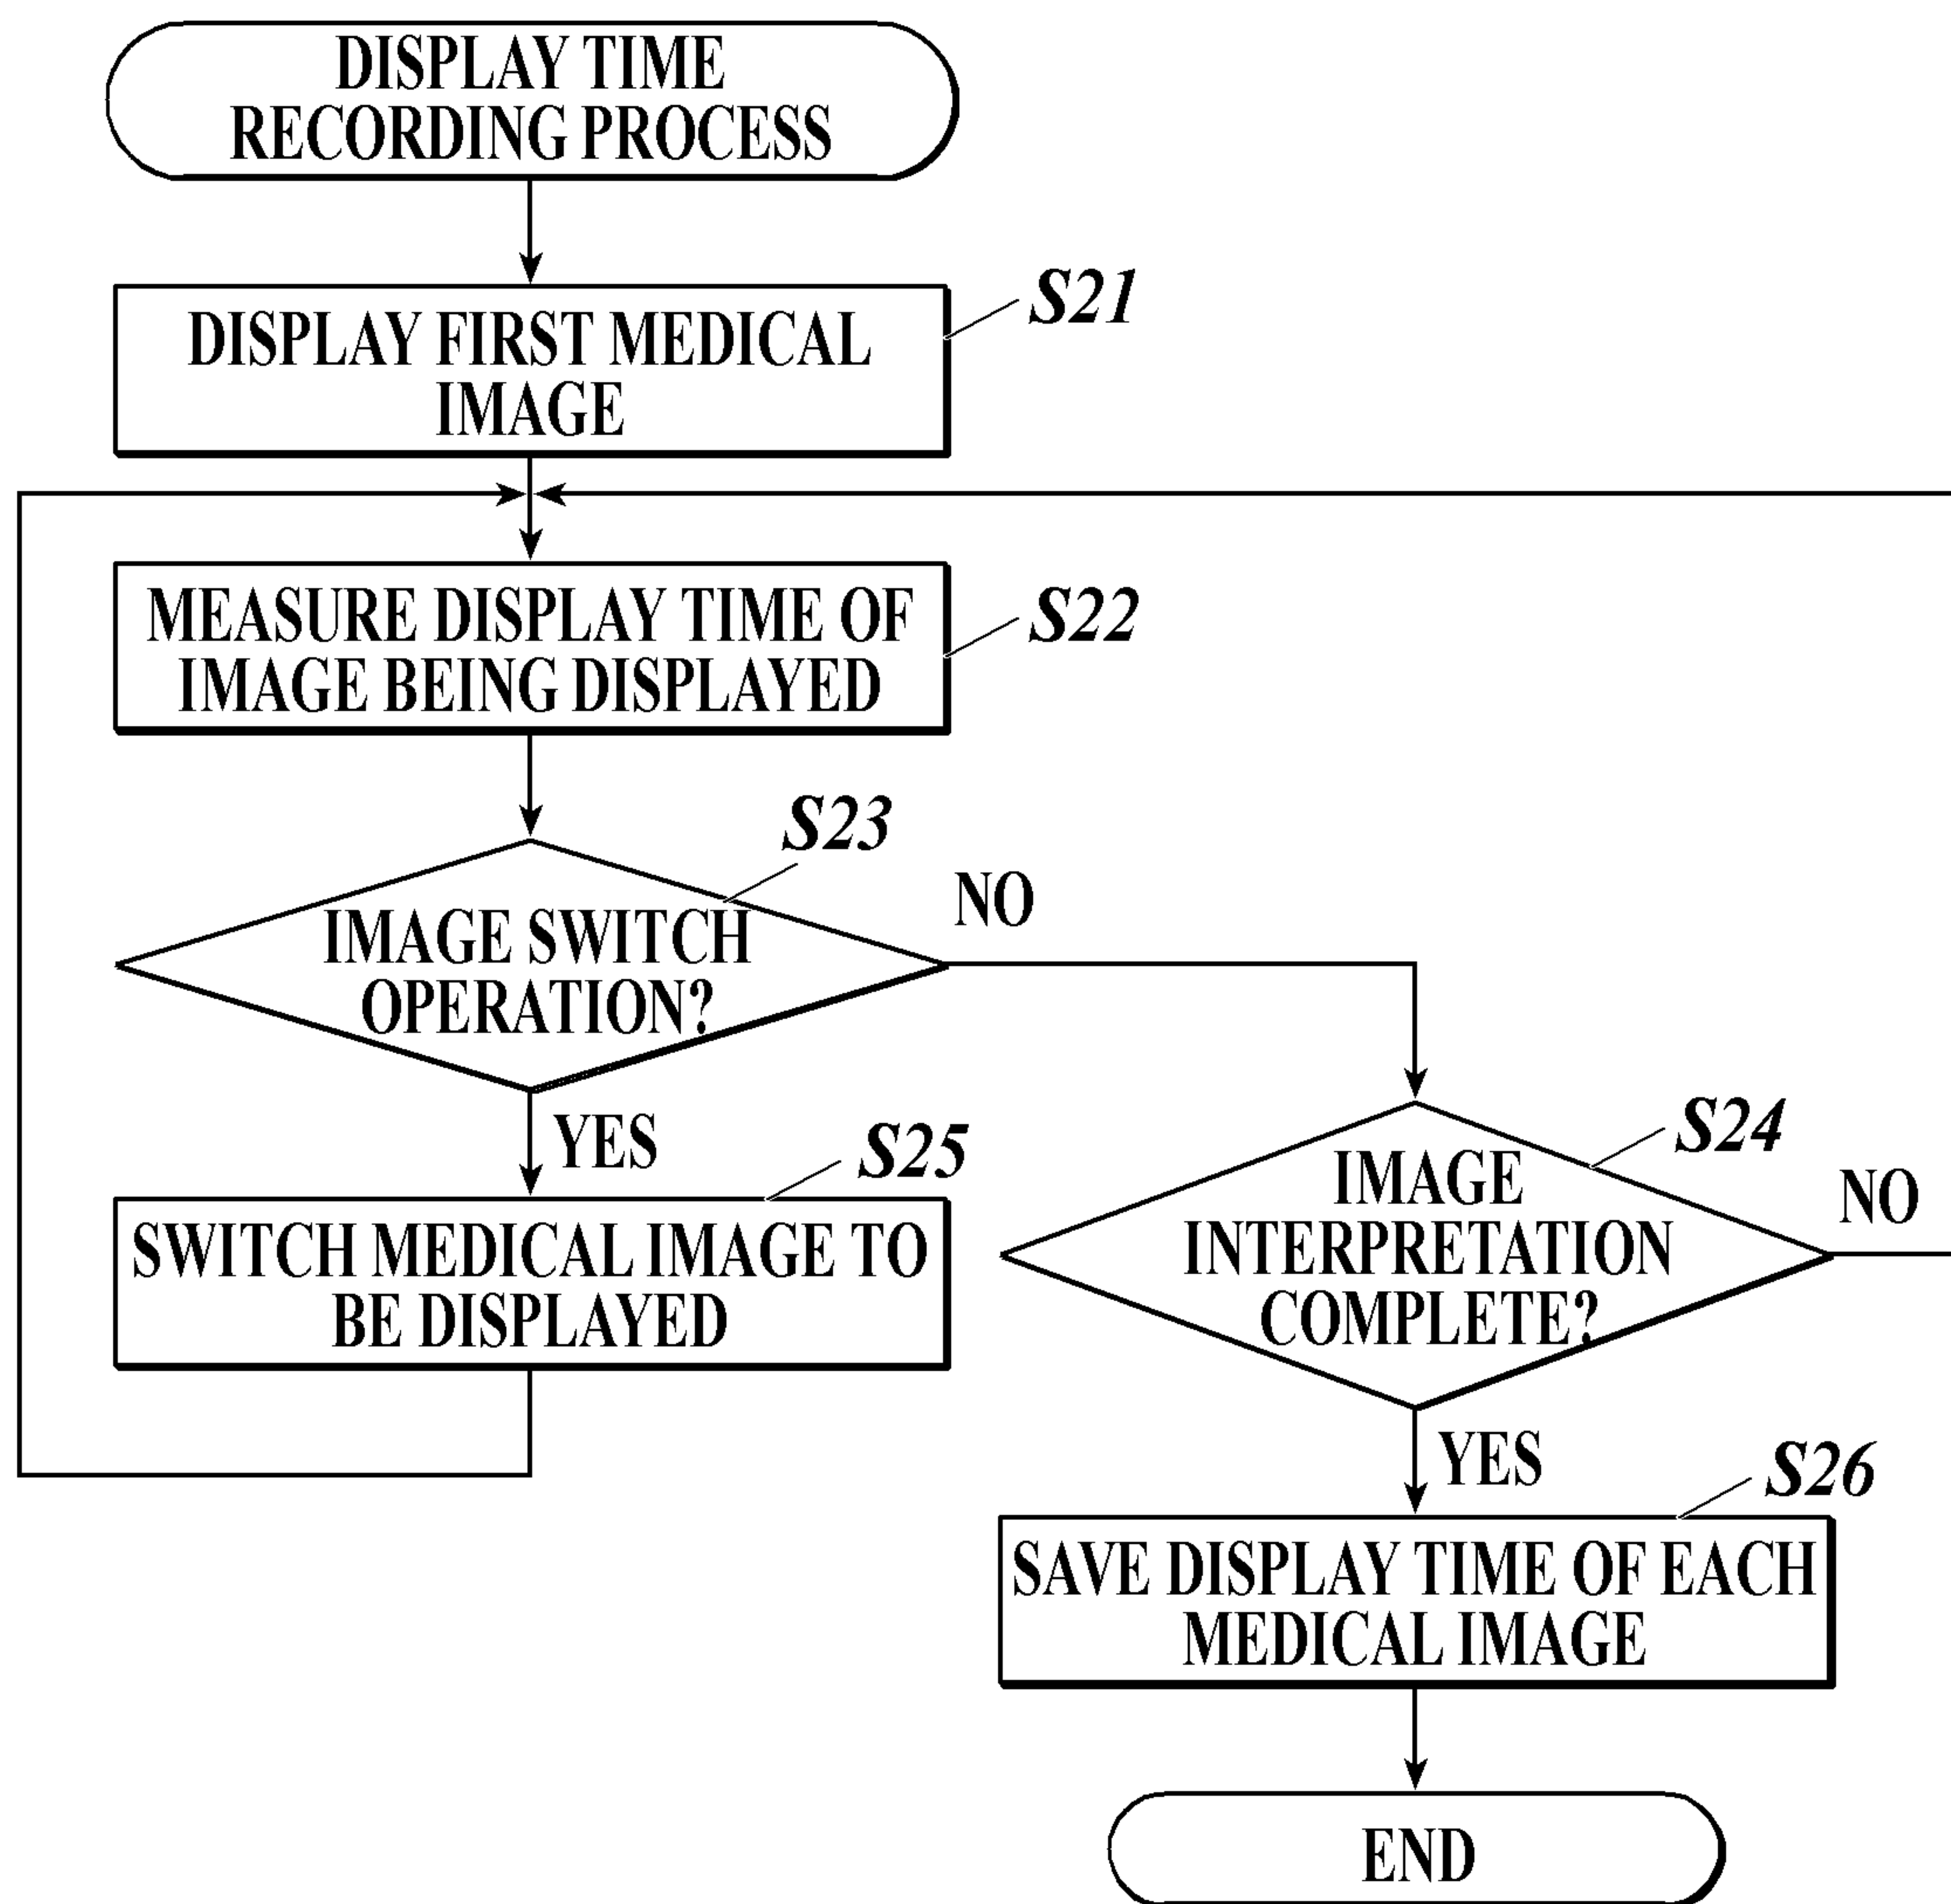 DISPLAY TIME
RECORDING PROCESS
S21
DISPLAY FIRST MEDICAL
IMAGE
S22
MEASURE DISPLAY TIME OF
IMAGE BEING DISPLAYED
S23
NO
IMAGE SWITCH
OPERATION?
YES
S25
SWITCH MEDICAL IMAGE TO
BE DISPLAYED
S24
NO
IMAGE
INTERPRETATION
COMPLETE?
YES
S26
SAVE DISPLAY TIME OF EACH
MEDICAL IMAGE
END